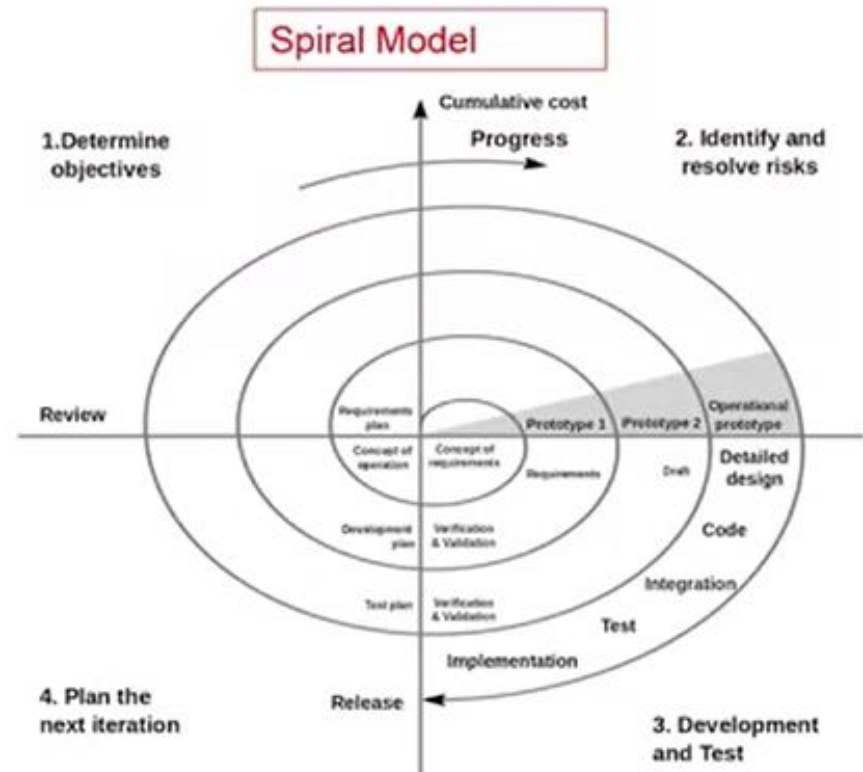 Spiral Model
Cumulative cost
Progress
1.Determine
objectives
2. Identify and
resolve risks
Review
Requirements
plan
Prototype 1
Prototype 2
Operational
prototype
Concept of
operation
Concept of
requirements
Requirements
Draft
Detailed
design
Development
plan
Verification
& Validation
Code
Integration
Test plan
Verification
& Validation
Test
Implementation
Release
4. Plan the
next iteration
3. Development
and Test